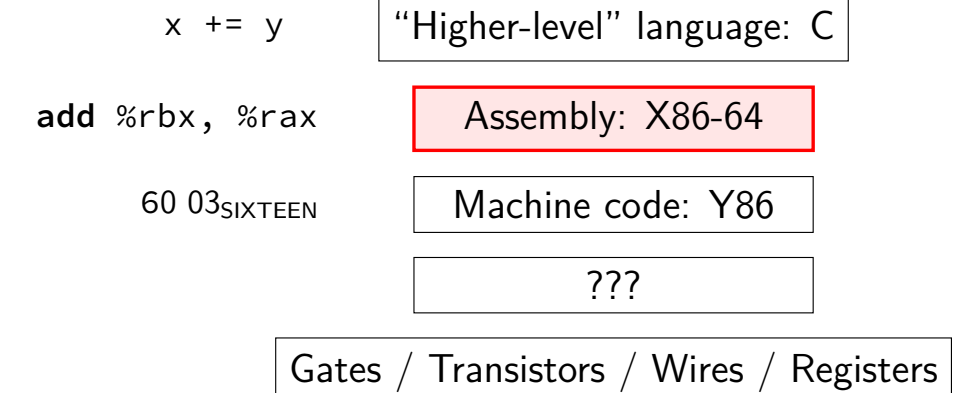 x += y “Higher-level” language: C
add %rbx, %rax Assembly: X86-64
60 03SIXTEEN Machine code: Y86
???
Gates / Transistors / Wires / Registers